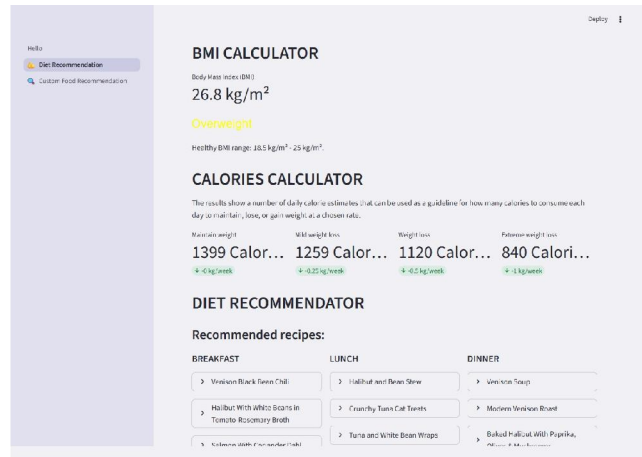 Deploy
Hello
Diet Recommendation
Custom Food Recommendation
BMI CALCULATOR
Body Mass Index (BMI)
26.8 kg/m²
Overweight
Healthy BMI range: 18.5 kg/m² - 25 kg/m².
CALORIES CALCULATOR
The results show a number of daily calorie estimates that can be used as a guideline for how many calories to consume each
day to maintain, lose, or gain weight at a chosen rate.
Maintain weight
Mild weight loss
Weight loss
Extreme weight loss
1399 Calor...
1259 Calor...
1120 Calor...
840 Calori...
-0 kg/week
-0.25 kg/week
-0.5 kg/week
-1 kg/week
DIET RECOMMENDATOR
Recommended recipes:
BREAKFAST
LUNCH
DINNER
Venison Black Been Chili
Halibut and Bean Stew
Venison Soup
Halibut With White Beans in
Tomato-Rosemary Broth
Crunchy Tuna Cat Treats
Modern Venison Roast
Tuna and White Bean Wraps
Baked Halibut With Paprika,
Salmon With Coriander Dahl